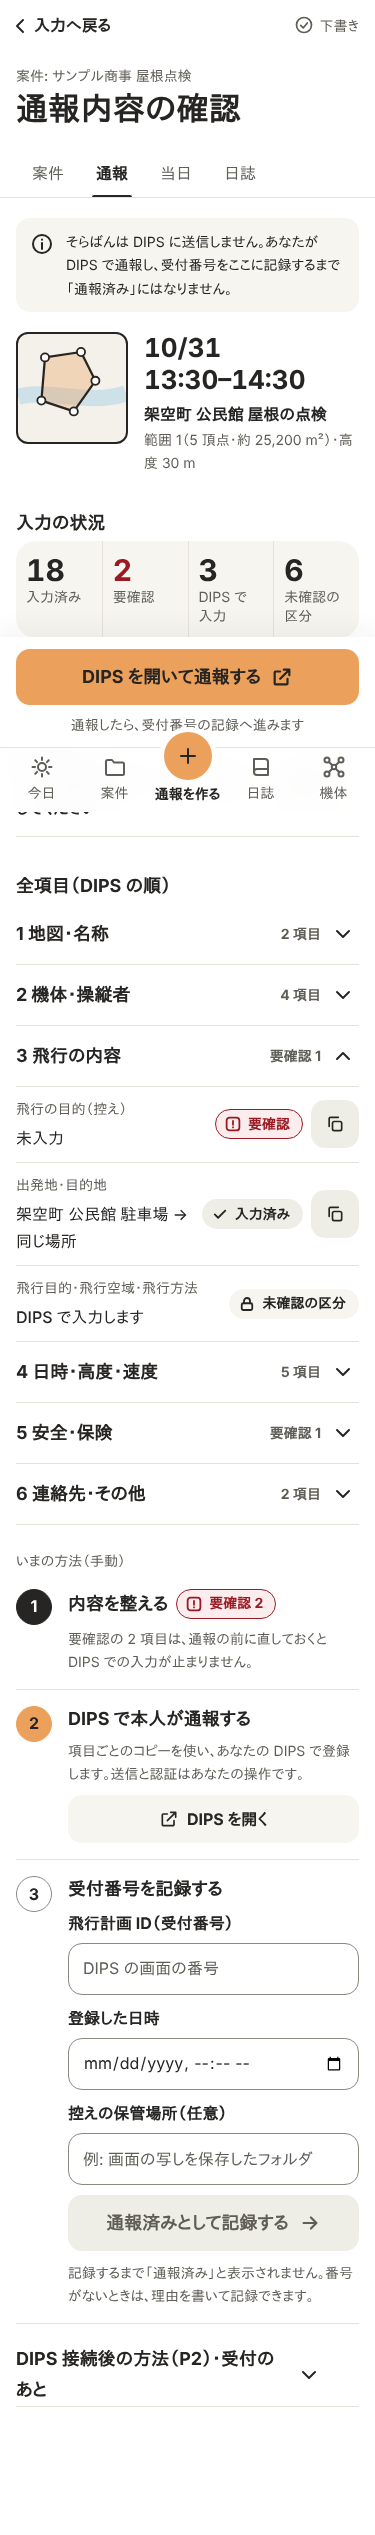 入力へ戻る
下書き
案件: サンプル商事 屋根点検
通報内容の確認
案件 通報 当日 日誌
そらばんは DIPS に送信しません。あなたが
DIPS で通報し、受付番号をここに記録するまで
「通報済み」にはなりません。
10/31
13:30–14:30
架空町 公民館 屋根の点検
範囲 1（5 頂点・約 25,200 m²）・高
度 30 m
入力の状況
18 入力済み
2 要確認
3 DIPS で
入力
6 未確認の
区分
DIPS を開いて通報する
通報したら、受付番号の記録へ進みます
今日 案件 通報を作る 日誌 機体
全項目（DIPS の順）
1 地図・名称 2 項目
2 機体・操縦者 4 項目
3 飛行の内容 要確認 1
飛行の目的（控え）
未入力 要確認
出発地・目的地
架空町 公民館 駐車場 →
同じ場所 入力済み
飛行目的・飛行空域・飛行方法
DIPS で入力します 未確認の区分
4 日時・高度・速度 5 項目
5 安全・保険 要確認 1
6 連絡先・その他 2 項目
いまの方法（手動）
1 内容を整える 要確認 2
要確認の 2 項目は、通報の前に直しておくと
DIPS での入力が止まりません。
2 DIPS で本人が通報する
項目ごとのコピーを使い、あなたの DIPS で登録
します。送信と認証はあなたの操作です。
DIPS を開く
3 受付番号を記録する
飛行計画 ID（受付番号）
DIPS の画面の番号
登録した日時
mm/dd/yyyy, --:-- --
控えの保管場所（任意）
例: 画面の写しを保存したフォルダ
通報済みとして記録する →
記録するまで「通報済み」と表示されません。番号
がないときは、理由を書いて記録できます。
DIPS 接続後の方法（P2）・受付の
あと